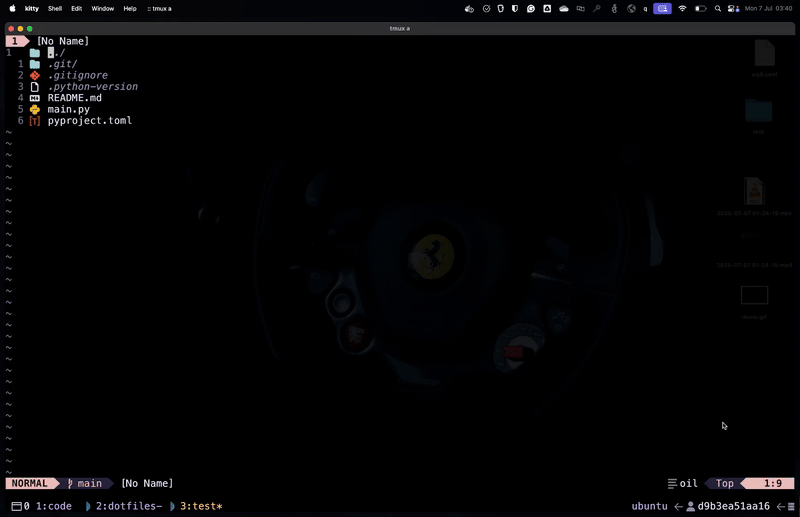 kitty Shell Edit Window Help :: tmux a q Mon 7 Jul 03:40
tmux a
1 [No Name]
1 ../
1 .git/
2 .gitignore
3 .python-version
4 README.md
5 main.py
6 pyproject.toml
NORMAL main [No Name] oil Top 1:9
0 1:code 2:dotfiles- 3:test* ubuntu d9b3ea51aa16